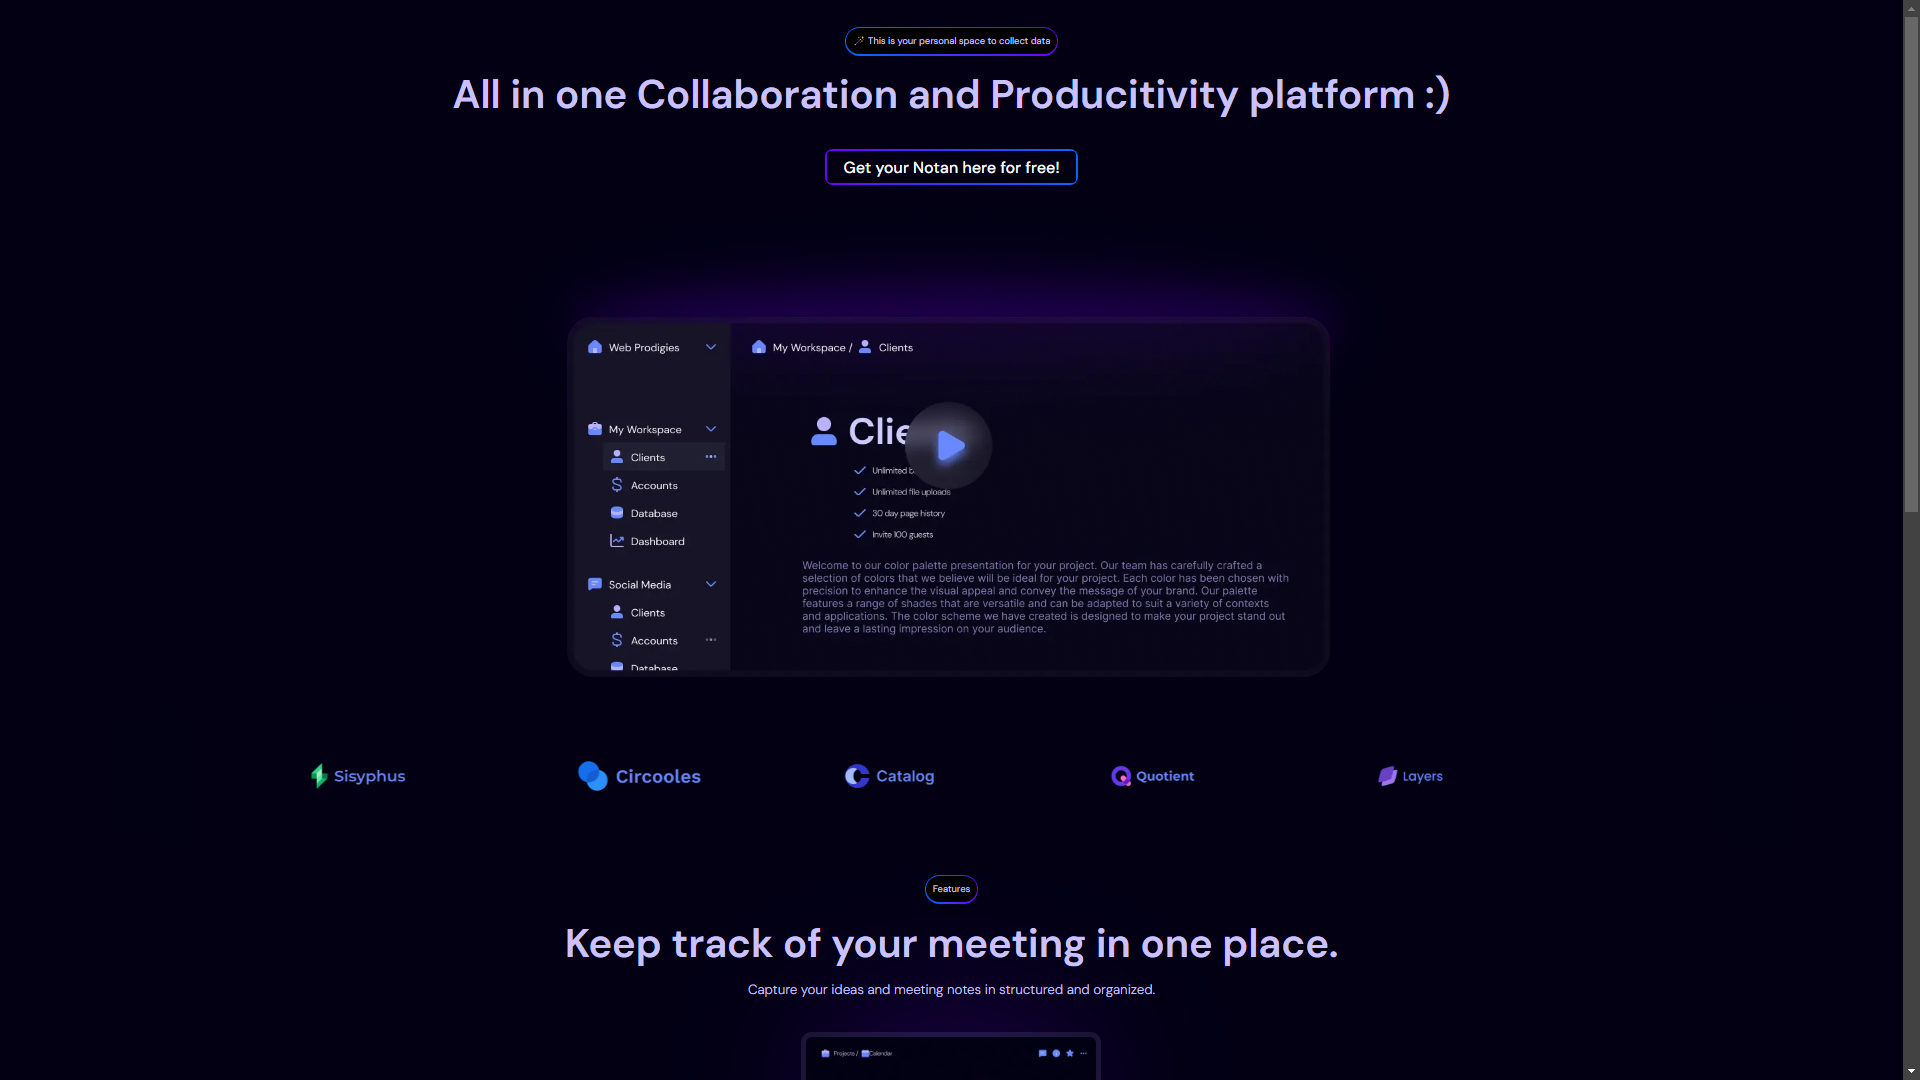 This is your personal space to collect data
All in one Collaboration and Producitivity platform :)
Get your Notan here for free!
Web Prodigies
My Workspace / Clients
My Workspace
Clients
Accounts
Database
Dashboard
Social Media
Clients
Accounts
Database
Clie
Unlimited
Unlimited file uploads
30 day page history
Invite 100 guests
Welcome to our color palette presentation for your project. Our team has carefully crafted a
selection of colors that we believe will be ideal for your project. Each color has been chosen with
precision to enhance the visual appeal and convey the message of your brand. Our palette
features a range of shades that are versatile and can be adapted to suit a variety of contexts
and applications. The color scheme we have created is designed to make your project stand out
and leave a lasting impression on your audience.
Sisyphus
Circooles
Catalog
Quotient
Layers
Features
Keep track of your meeting in one place.
Capture your ideas and meeting notes in structured and organized.
Projects / Calendar